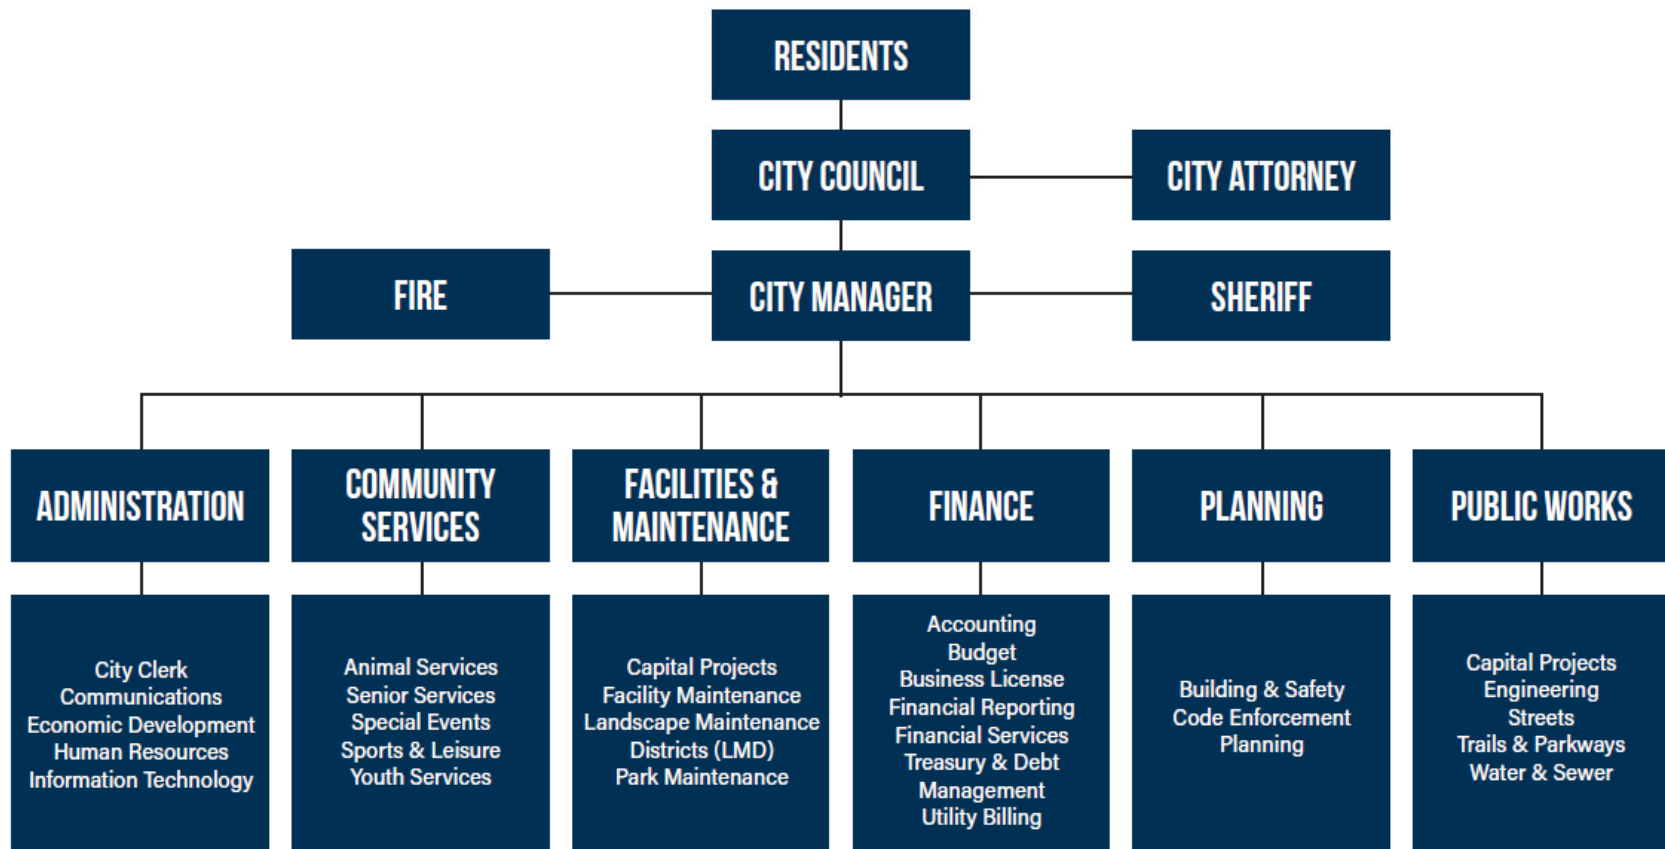 RESIDENTS
CITY COUNCIL
CITY ATTORNEY
FIRE
CITY MANAGER
SHERIFF
ADMINISTRATION
COMMUNITY
SERVICES
FACILITIES &
MAINTENANCE
FINANCE
PLANNING
PUBLIC WORKS
City Clerk
Communications
Economic Development
Human Resources
Information Technology
Animal Services
Senior Services
Special Events
Sports & Leisure
Youth Services
Capital Projects
Facility Maintenance
Landscape Maintenance
Districts (LMD)
Park Maintenance
Accounting
Budget
Business License
Financial Reporting
Financial Services
Treasury & Debt
Management
Utility Billing
Building & Safety
Code Enforcement
Planning
Capital Projects
Engineering
Streets
Trails & Parkways
Water & Sewer